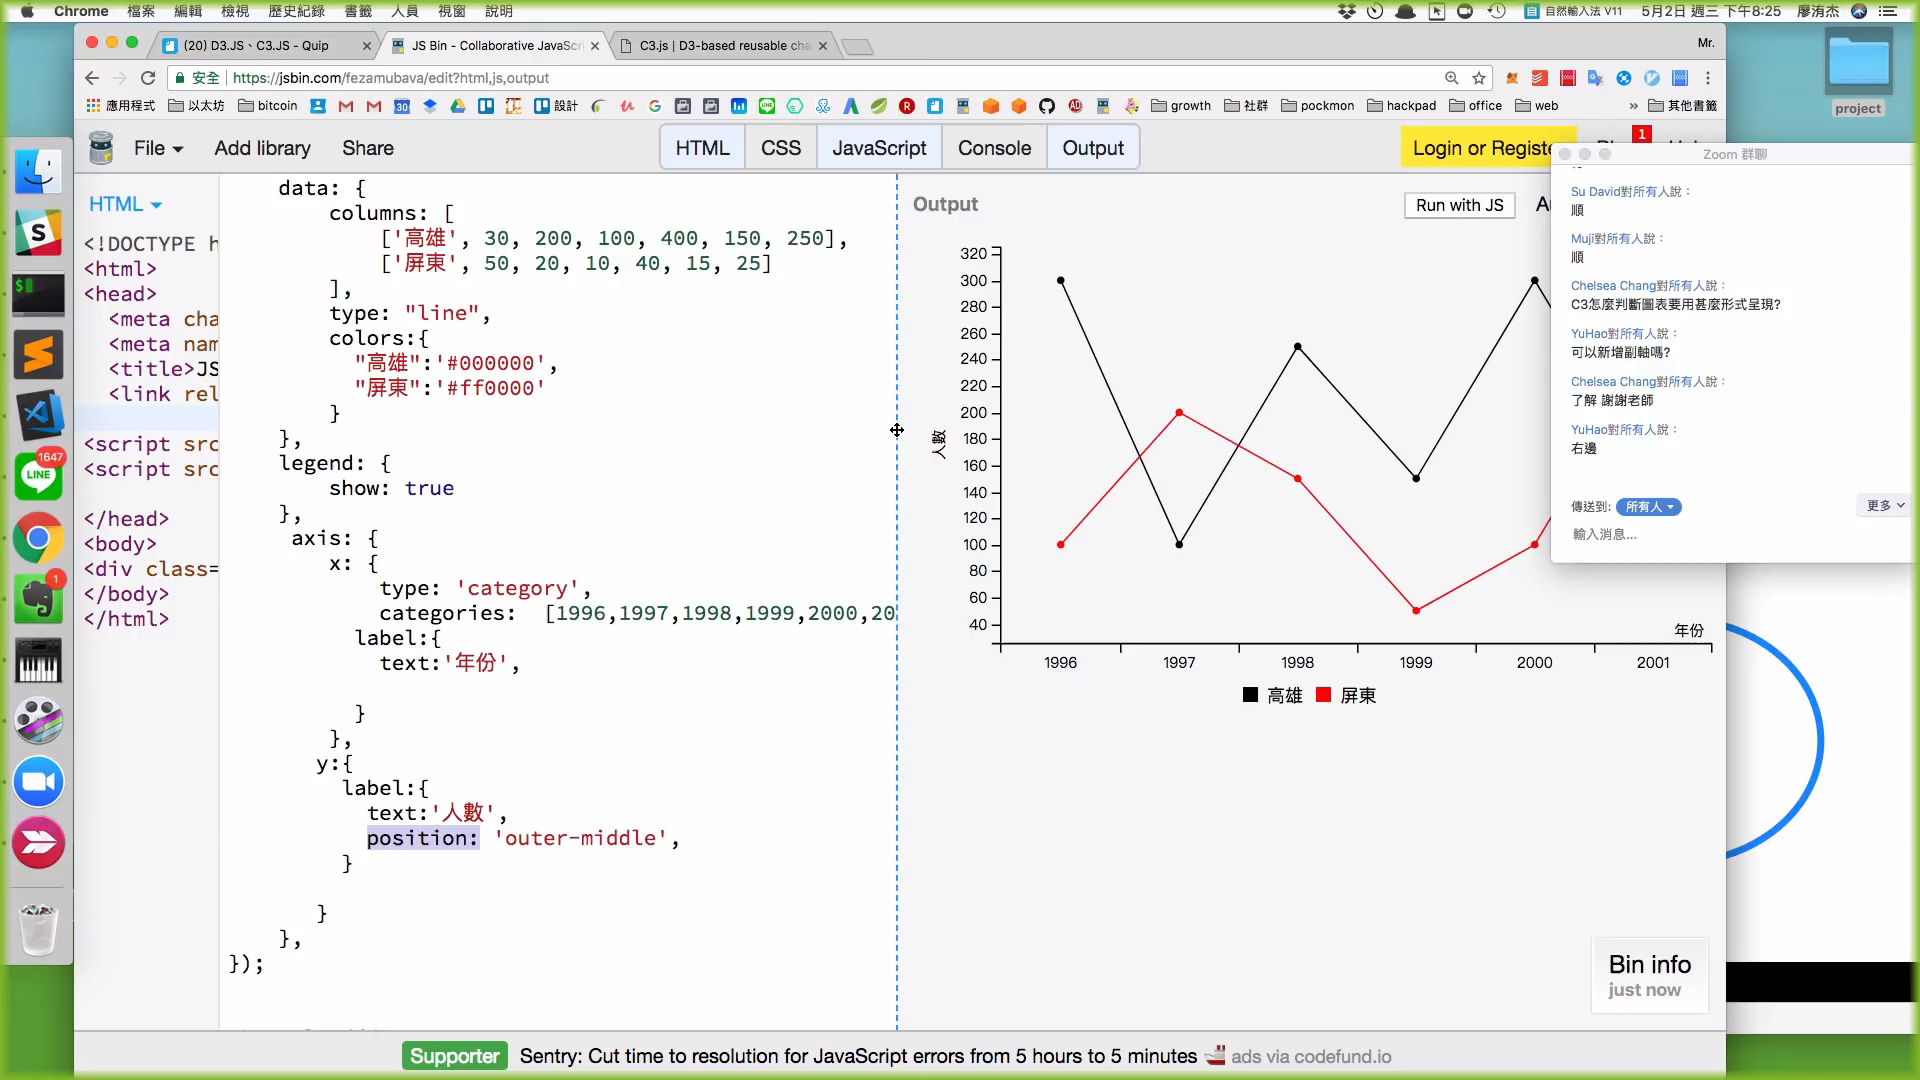 Chrome 檔案 編輯 檢視 歷史紀錄 書籤 人員 視窗 說明 自然輸入法 V11 5月2日 週三 下午8:25 廖洧杰
(20) D3.JS、C3.JS - Quip
JS Bin - Collaborative JavaScri
C3.js | D3-based reusable cha
Mr.
安全 https://jsbin.com/fezamubava/edit?html,js,output
應用程式 以太坊 bitcoin 30 設計 growth 社群 pockmon hackpad office web » 其他書籤
project
File Add library Share
HTML CSS JavaScript Console Output
Login or Registe
1
HTML
<!DOCTYPE h
<html>
<head>
<meta cha
<meta nam
<title>JS
<link rel
<script src
<script src
</head>
<body>
<div class=
</body>
</html>
data: {
columns: [
['高雄', 30, 200, 100, 400, 150, 250],
['屏東', 50, 20, 10, 40, 15, 25]
],
type: "line",
colors:{
"高雄":'#000000',
"屏東":'#ff0000'
}
},
legend: {
show: true
},
axis: {
x: {
type: 'category',
categories: [1996,1997,1998,1999,2000,20
label:{
text:'年份',
}
},
y:{
label:{
text:'人數',
position: 'outer-middle',
}
}
},
});
Output
Run with JS
320
300
280
260
240
220
200
180
160
140
120
100
80
60
40
人數
年份
1996 1997 1998 1999 2000 2001
高雄 屏東
Zoom 群聊
Su David對所有人說：
順
Muji對所有人說：
順
Chelsea Chang對所有人說：
C3怎麼判斷圖表要用甚麼形式呈現?
YuHao對所有人說：
可以新增副軸嗎?
Chelsea Chang對所有人說：
了解 謝謝老師
YuHao對所有人說：
右邊
傳送到: 所有人
更多
輸入消息...
LINE
1647
1
Bin info
just now
Supporter Sentry: Cut time to resolution for JavaScript errors from 5 hours to 5 minutes ads via codefund.io